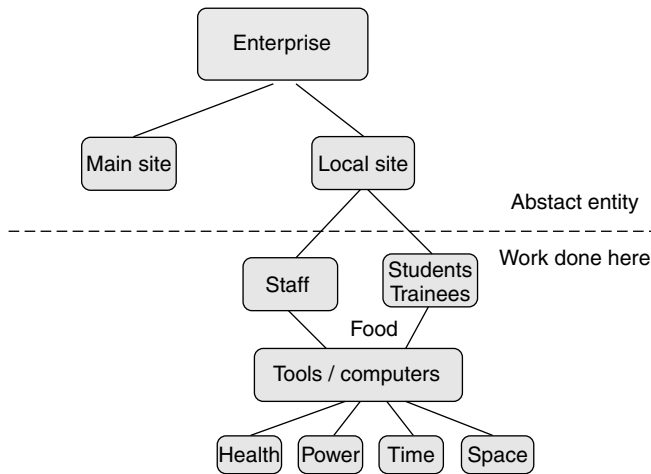 Enterprise
Main site
Local site
Abstact entity
Work done here
Staff
Students
Trainees
Food
Tools / computers
Health
Power
Time
Space